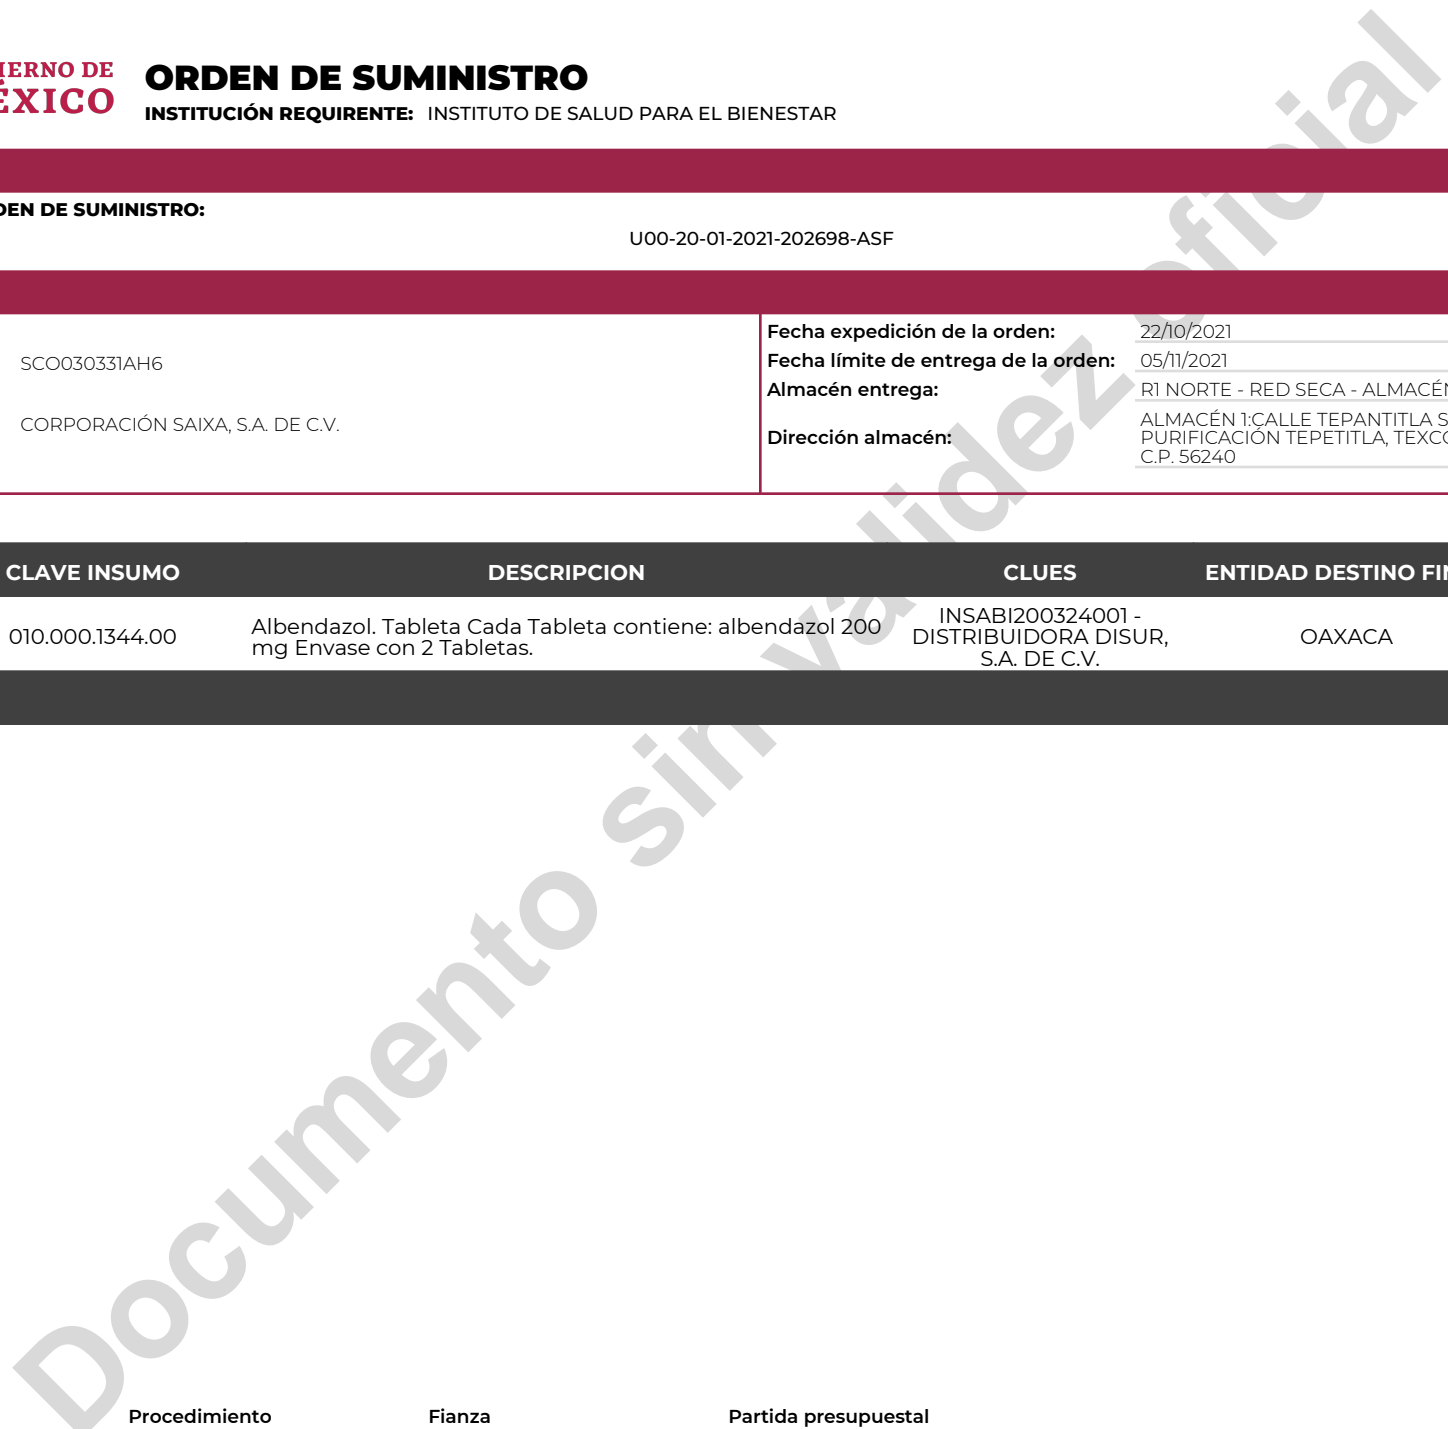 IERNO DE
ÉXICO
ORDEN DE SUMINISTRO
INSTITUCIÓN REQUIRENTE: INSTITUTO DE SALUD PARA EL BIENESTAR
DEN DE SUMINISTRO:
U00-20-01-2021-202698-ASF
SCO030331AH6
CORPORACIÓN SAIXA, S.A. DE C.V.
Fecha expedición de la orden: 22/10/2021
Fecha límite de entrega de la orden: 05/11/2021
Almacén entrega: R1 NORTE - RED SECA - ALMACÉN
Dirección almacén: ALMACÉN 1:CALLE TEPANTITLA S
PURIFICACIÓN TEPETITLA, TEXCO
C.P. 56240
CLAVE INSUMO DESCRIPCION CLUES ENTIDAD DESTINO FIN
010.000.1344.00
Albendazol. Tableta Cada Tableta contiene: albendazol 200
mg Envase con 2 Tabletas.
INSABI200324001 -
DISTRIBUIDORA DISUR,
S.A. DE C.V.
OAXACA
Documento sin validez oficial
Procedimiento Fianza Partida presupuestal